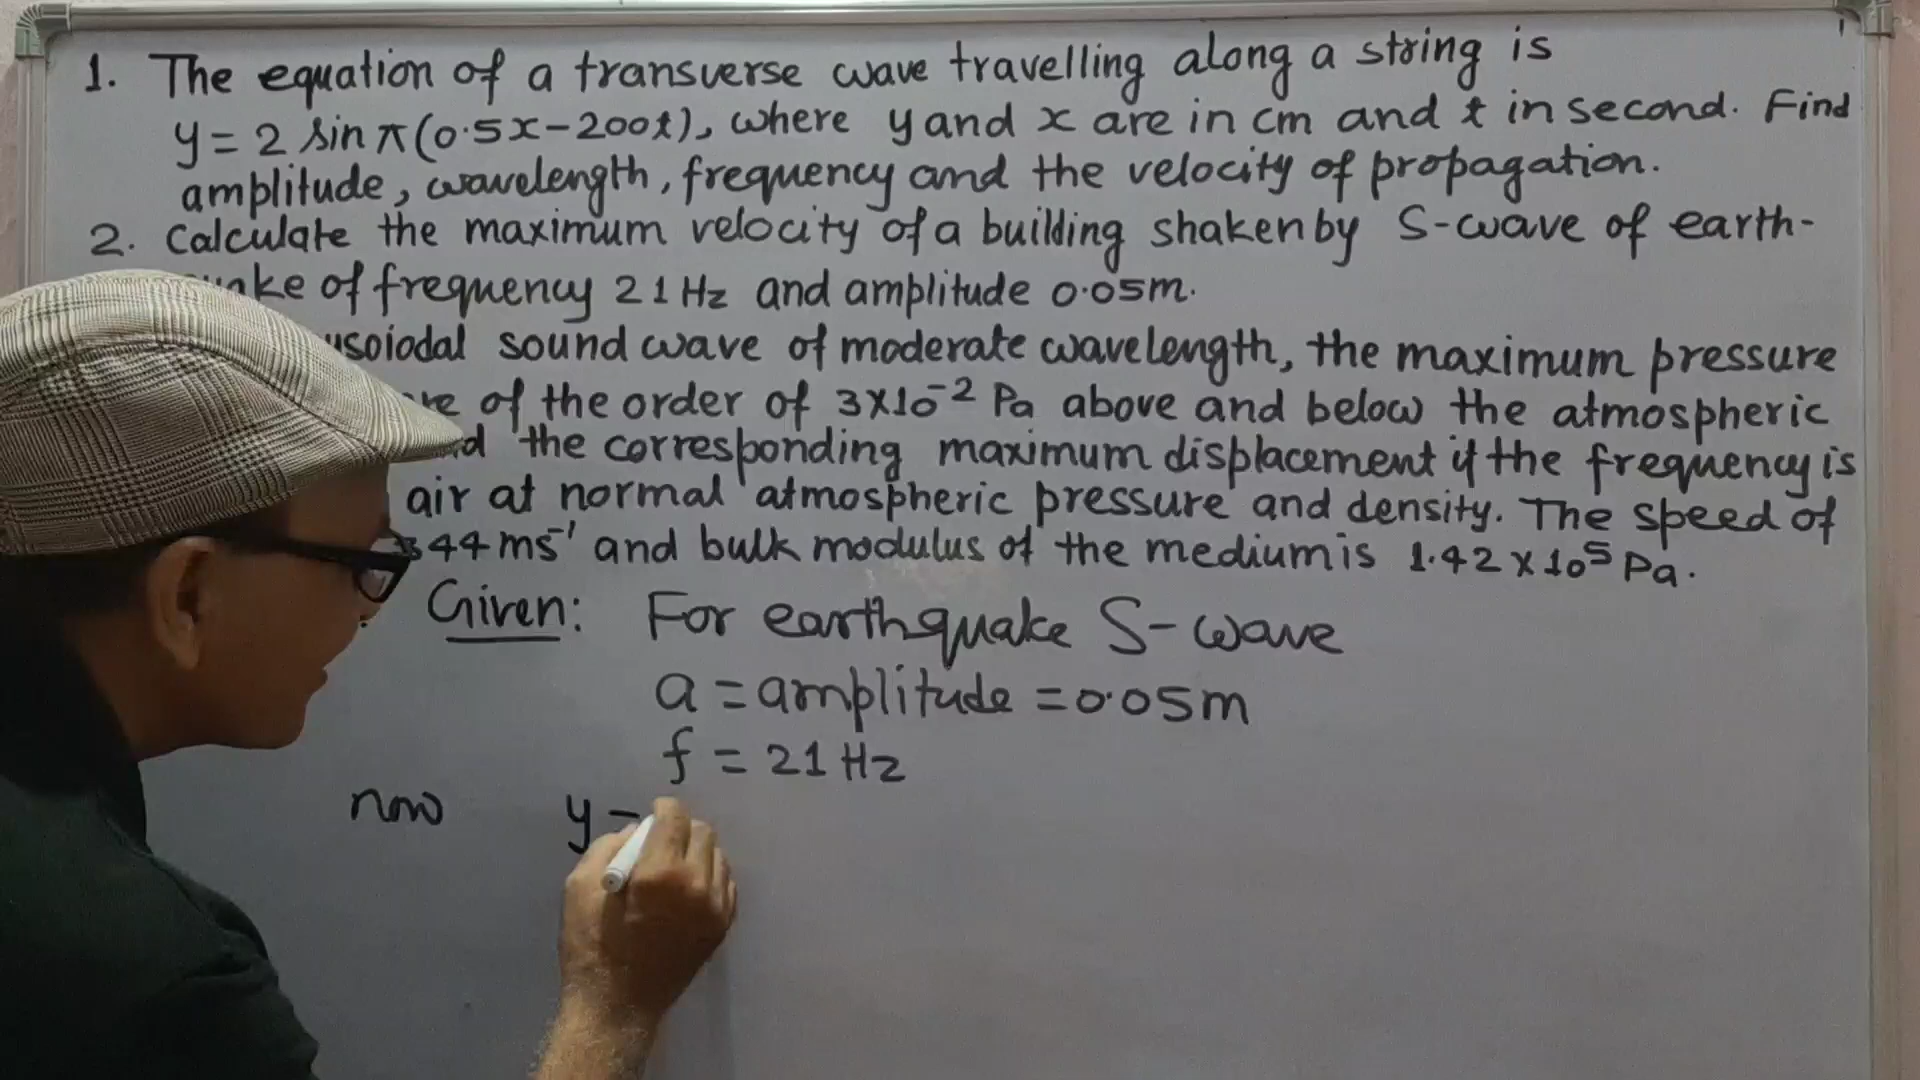 1. The equation of a transverse wave travelling along a string is
y = 2 sin π(0.5x-200t), where y and x are in cm and t in second. Find
amplitude, wavelength, frequency and the velocity of propagation.
2. Calculate the maximum velocity of a building shaken by S-wave of earth-
of frequency 21 Hz and amplitude 0.05m.
sound wave of moderate wavelength, the maximum pressure
of the order of 3×10⁻² Pa above and below the atmospheric
the corresponding maximum displacement if the frequency is
air at normal atmospheric pressure and density. The speed of
44 ms⁻¹ and bulk modulus of the medium is 1.42 × 10⁵ Pa.
Given: For earthquake S-wave
a = amplitude = 0.05m
f = 21 Hz
now y